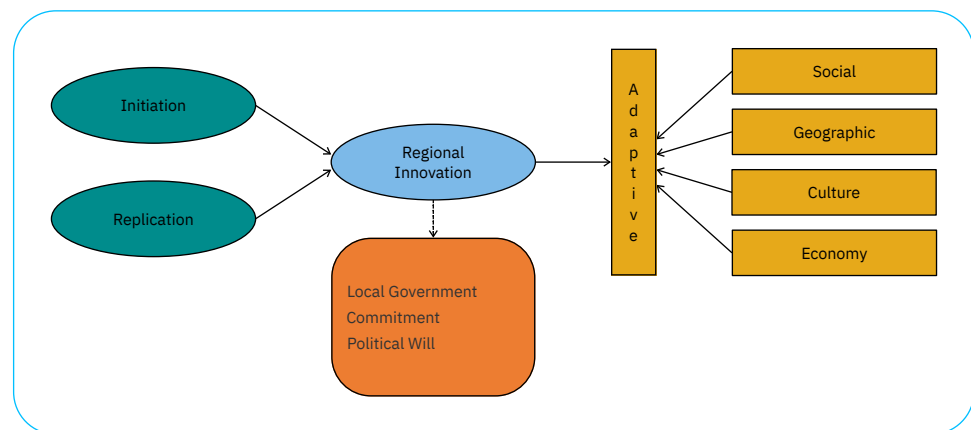 Initiation
Replication
Regional
Innovation
Local Government
Commitment
Political Will
A
d
a
p
t
i
v
e
Social
Geographic
Culture
Economy